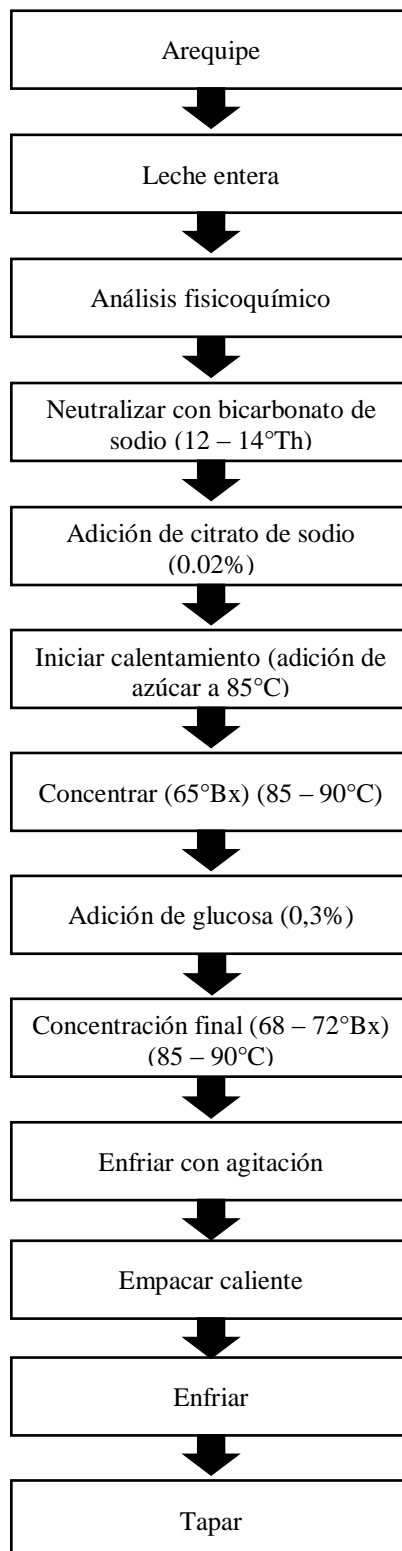 Arequipe
Leche entera
Análisis fisicoquímico
Neutralizar con bicarbonato de
sodio (12 – 14°Th)
Adición de citrato de sodio
(0.02%)
Iniciar calentamiento (adición de
azúcar a 85°C)
Concentrar (65°Bx) (85 – 90°C)
Adición de glucosa (0,3%)
Concentración final (68 – 72°Bx)
(85 – 90°C)
Enfriar con agitación
Empacar caliente
Enfriar
Tapar